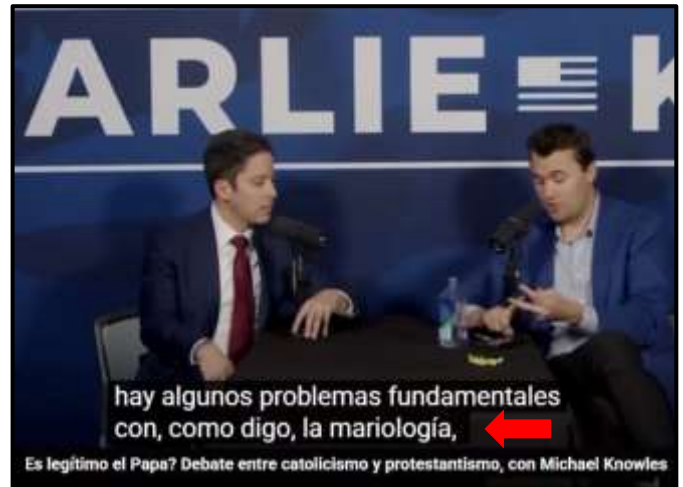 ARLIE K
hay algunos problemas fundamentales
con, como digo, la mariología,
Es legítimo el Papa? Debate entre catolicismo y protestantismo, con Michael Knowles